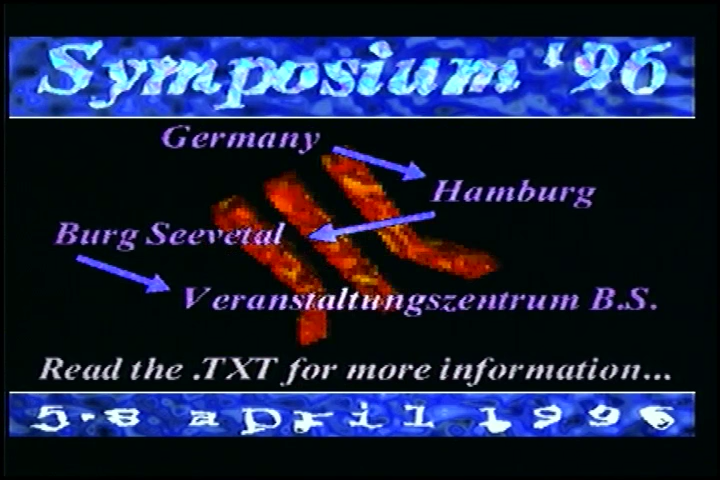 Symposium '96
Germany
Hamburg
Burg Seevetal
Veranstaltungszentrum B.S.
Read the .TXT for more information...
5-8 april 1996